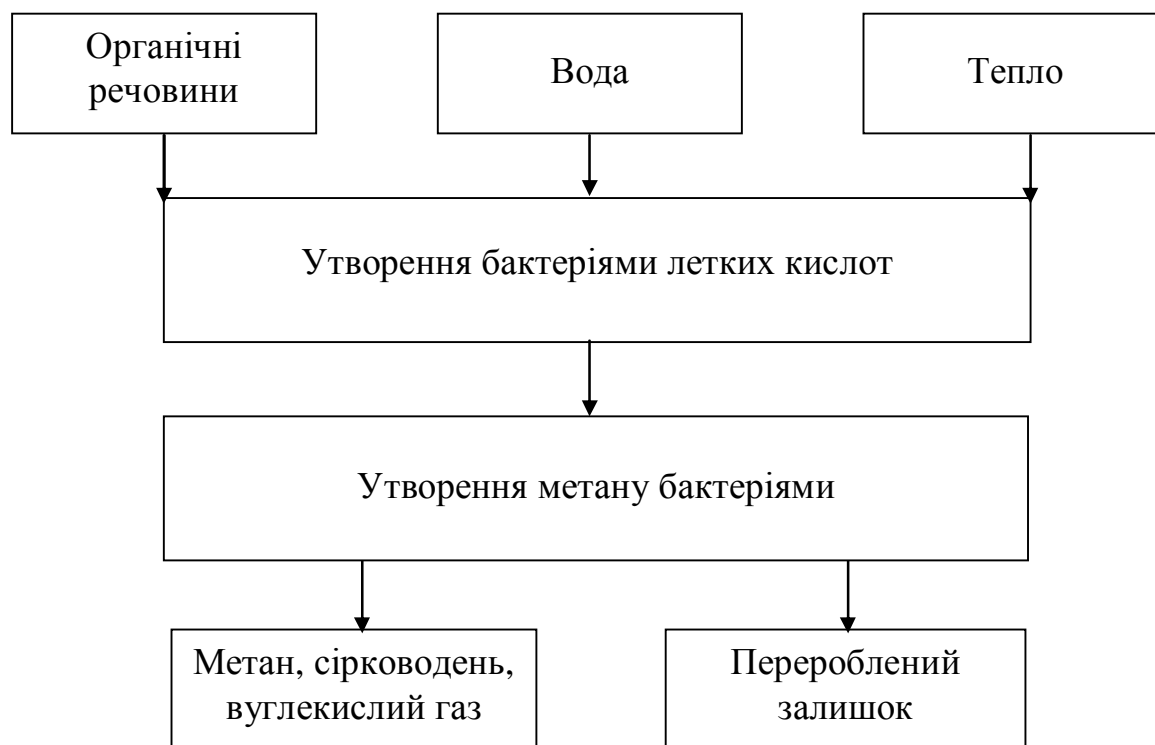 Органічні
речовини
Вода
Тепло
Утворення бактеріями летких кислот
Утворення метану бактеріями
Метан, сірководень,
вуглекислий газ
Перероблений
залишок